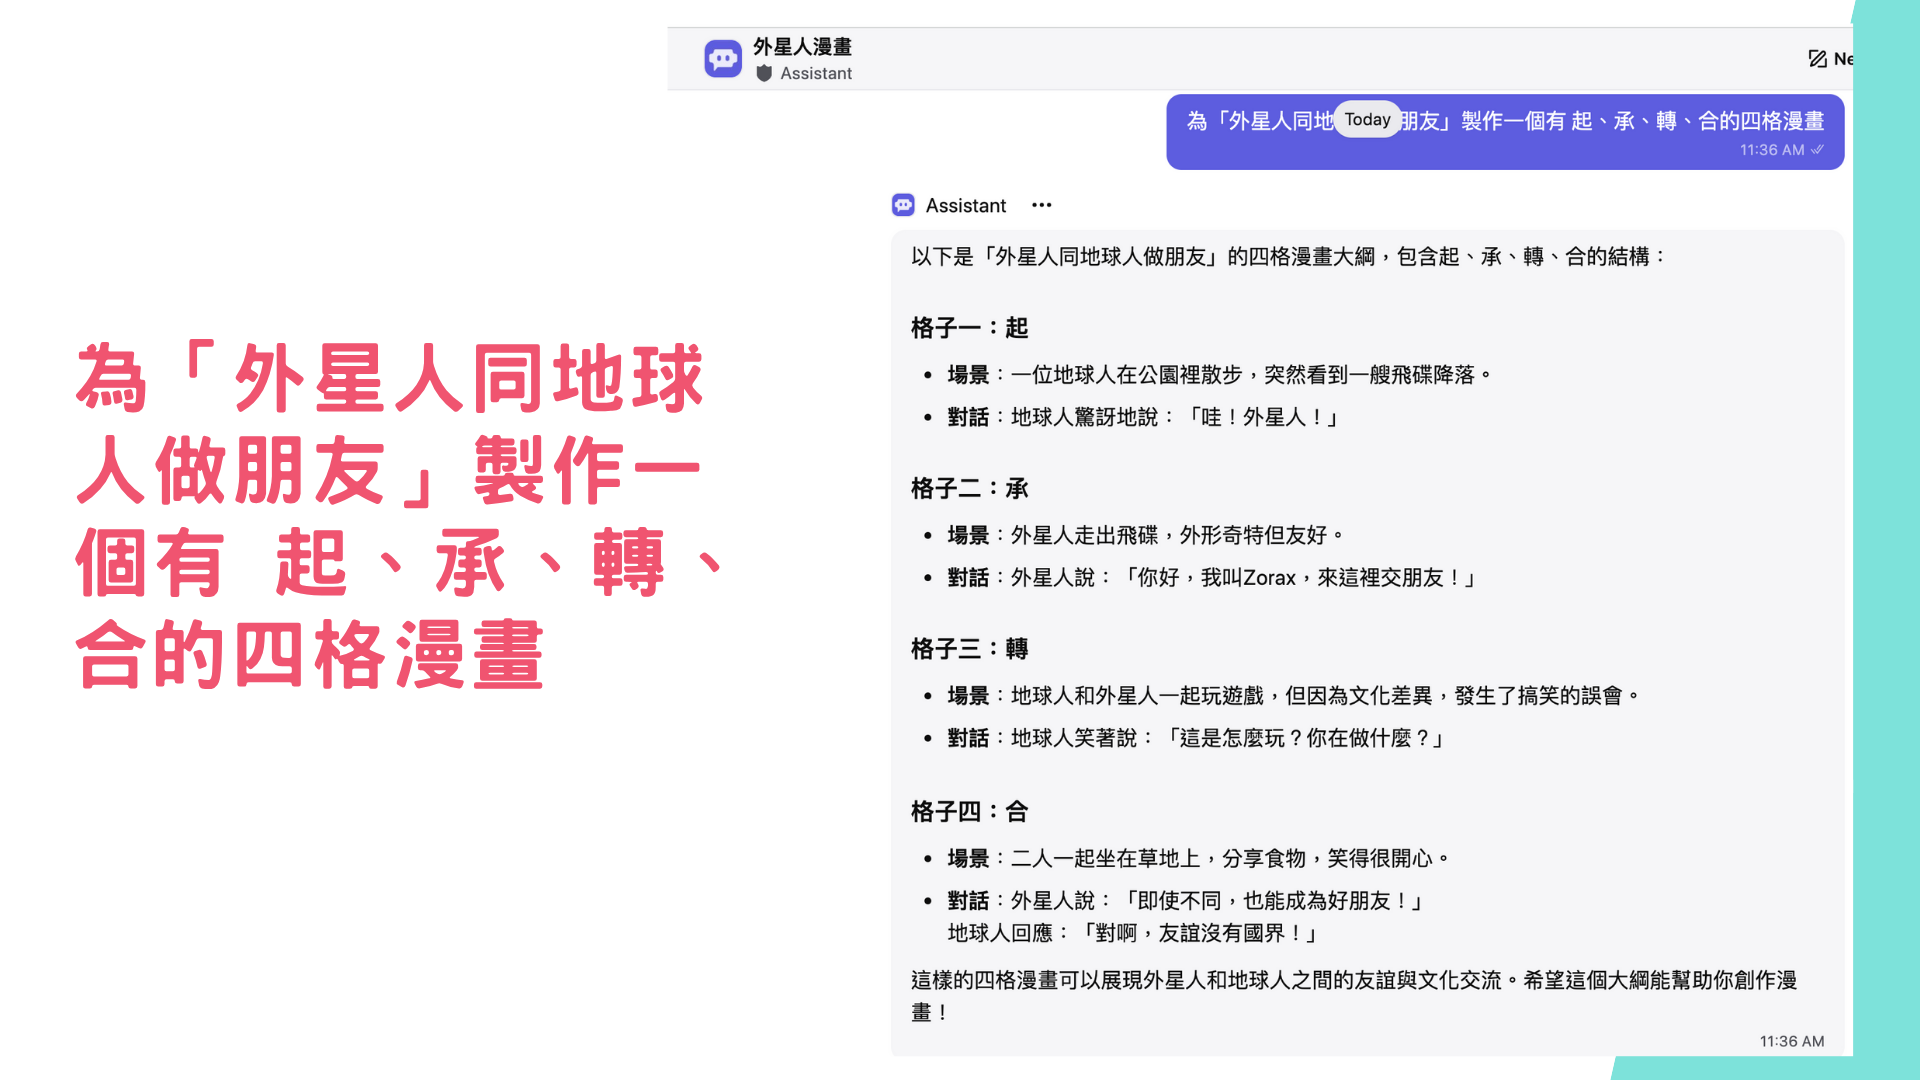 為「外星人同地球
人做朋友」製作一
個有 起、承、轉、
合的四格漫畫
外星人漫畫
Assistant
Ne
為「外星人同地 朋友」製作一個有 起、承、轉、合的四格漫畫
Today
11:36 AM
Assistant
以下是「外星人同地球人做朋友」的四格漫畫大綱，包含起、承、轉、合的結構：
格子一：起
• 場景：一位地球人在公園裡散步，突然看到一艘飛碟降落。
• 對話：地球人驚訝地說：「哇！外星人！」
格子二：承
• 場景：外星人走出飛碟，外形奇特但友好。
• 對話：外星人說：「你好，我叫Zorax，來這裡交朋友！」
格子三：轉
• 場景：地球人和外星人一起玩遊戲，但因為文化差異，發生了搞笑的誤會。
• 對話：地球人笑著說：「這是怎麼玩？你在做什麼？」
格子四：合
• 場景：二人一起坐在草地上，分享食物，笑得很開心。
• 對話：外星人說：「即使不同，也能成為好朋友！」
地球人回應：「對啊，友誼沒有國界！」
這樣的四格漫畫可以展現外星人和地球人之間的友誼與文化交流。希望這個大綱能幫助你創作漫
畫！
11:36 AM